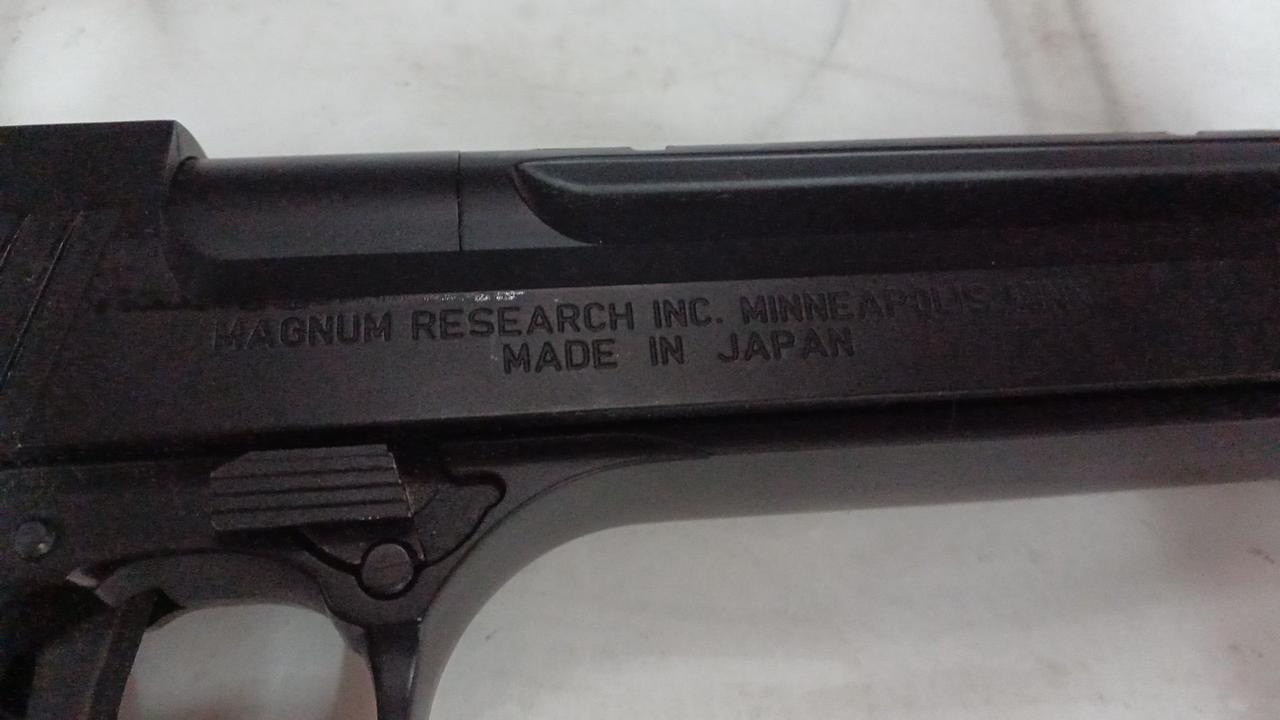 MAGNUM RESEARCH INC. MINNEAPOLIS
MADE IN JAPAN